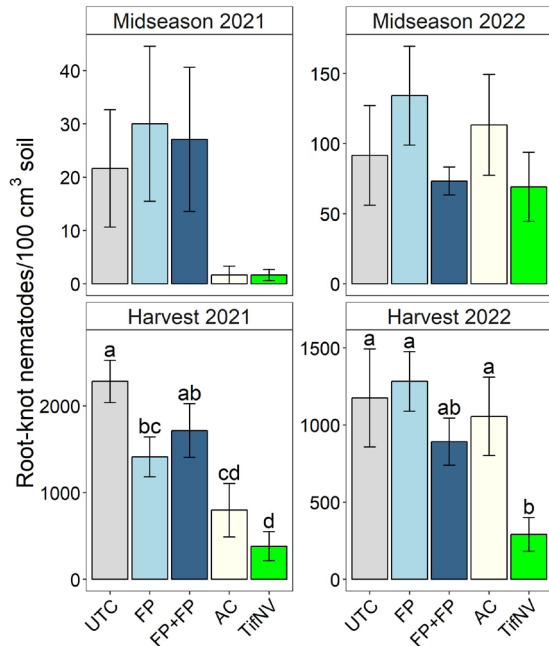 Midseason 2021
Midseason 2022
Root-knot nematodes/100 cm³ soil
40
30
20
10
0
150
100
50
0
Harvest 2021
Harvest 2022
2000
1000
0
a
bc
ab
cd
d
1500
1000
500
0
a
a
ab
a
b
UTC
FP
FP+FP
AC
TifNV
UTC
FP
FP+FP
AC
TifNV